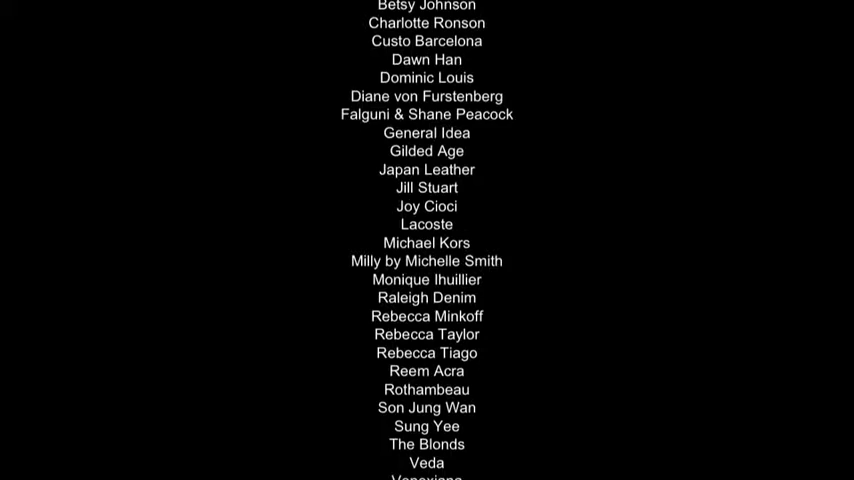 Betsy Johnson
Charlotte Ronson
Custo Barcelona
Dawn Han
Dominic Louis
Diane von Furstenberg
Falguni & Shane Peacock
General Idea
Gilded Age
Japan Leather
Jill Stuart
Joy Cioci
Lacoste
Michael Kors
Milly by Michelle Smith
Monique Ihuillier
Raleigh Denim
Rebecca Minkoff
Rebecca Taylor
Rebecca Tiago
Reem Acra
Rothambeau
Son Jung Wan
Sung Yee
The Blonds
Veda